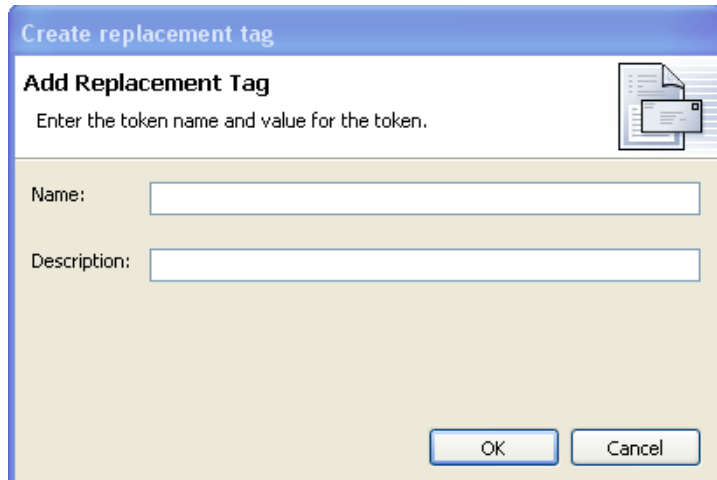 Create replacement tag
Add Replacement Tag
Enter the token name and value for the token.
Name:
Description:
OK Cancel